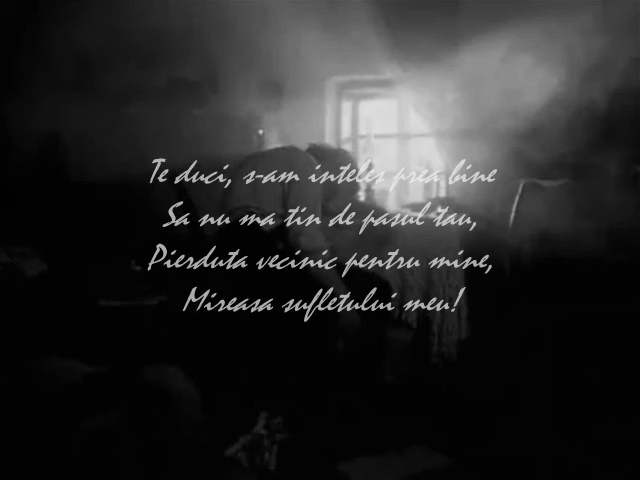 Te duci, s-am inteles prea bine
Sa nu ma tin de pasul tau,
Pierduta vecinic pentru mine,
Mireasa sufletului meu!